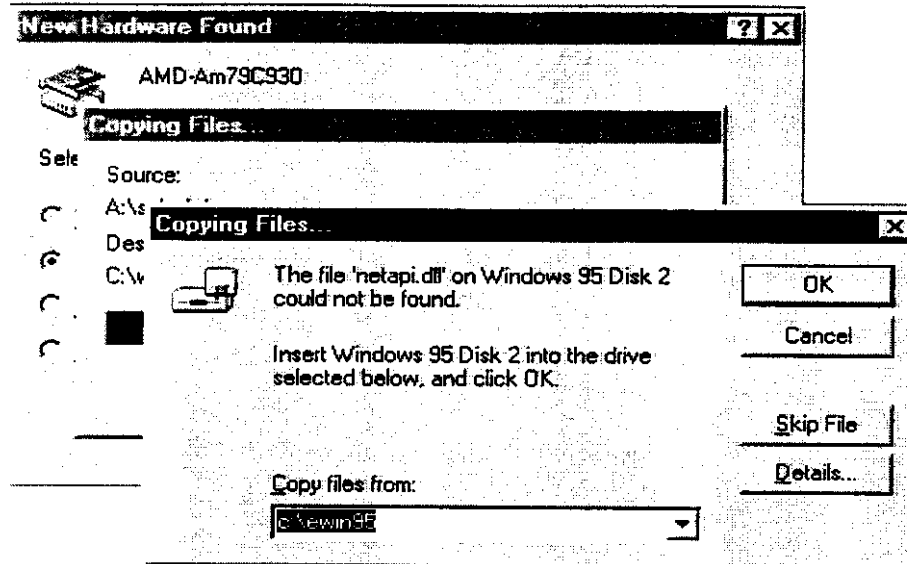 New Hardware Found
AMD-Am79C930
Copying Files...
Sele
Source:
A:\s
Des
C:\w
Copying Files...
The file 'netapi.dll' on Windows 95 Disk 2
could not be found.
Insert Windows 95 Disk 2 into the drive
selected below, and click OK.
Copy files from:
c:\ewin95
OK
Cancel
Skip File
Details...